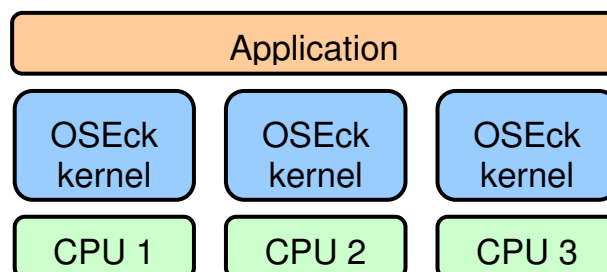 Application
OSEck OSEck OSEck
kernel kernel kernel
CPU 1 CPU 2 CPU 3